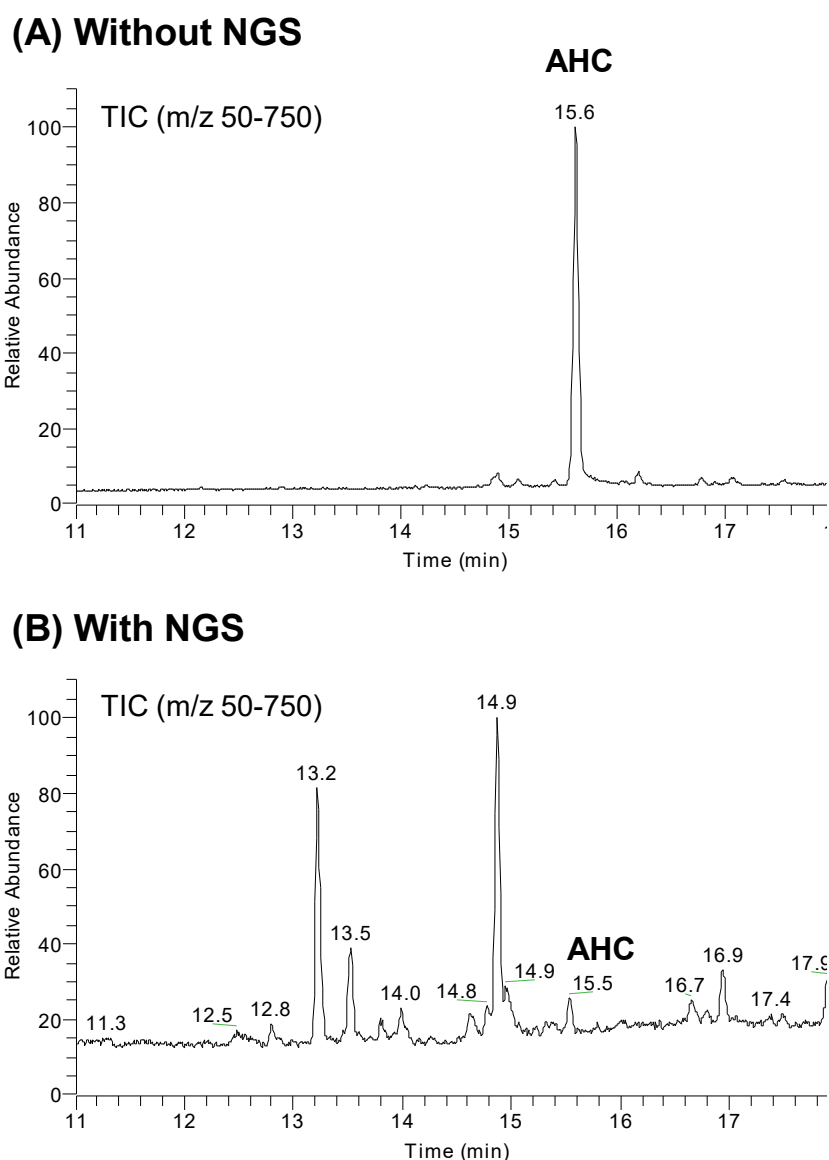 (A) Without NGS
AHC
TIC (m/z 50-750)
15.6
100
80
60
40
20
0
Relative Abundance
11 12 13 14 15 16 17
Time (min)
(B) With NGS
TIC (m/z 50-750)
14.9
100
13.2
80
60
13.5
AHC
40
14.8
14.9
15.5
16.9
17.9
14.0
16.7
17.4
12.5
12.8
11.3
20
0
Relative Abundance
11 12 13 14 15 16 17
Time (min)